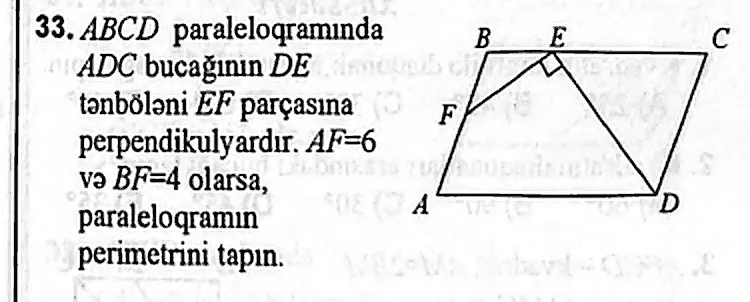 33. ABCD paraleloqramında
ADC bucağının DE
tənböləni EF parçasına
perpendikulyardır. AF=6
və BF=4 olarsa,
paraleloqramın
perimetrini tapın.
B E C
F
A D